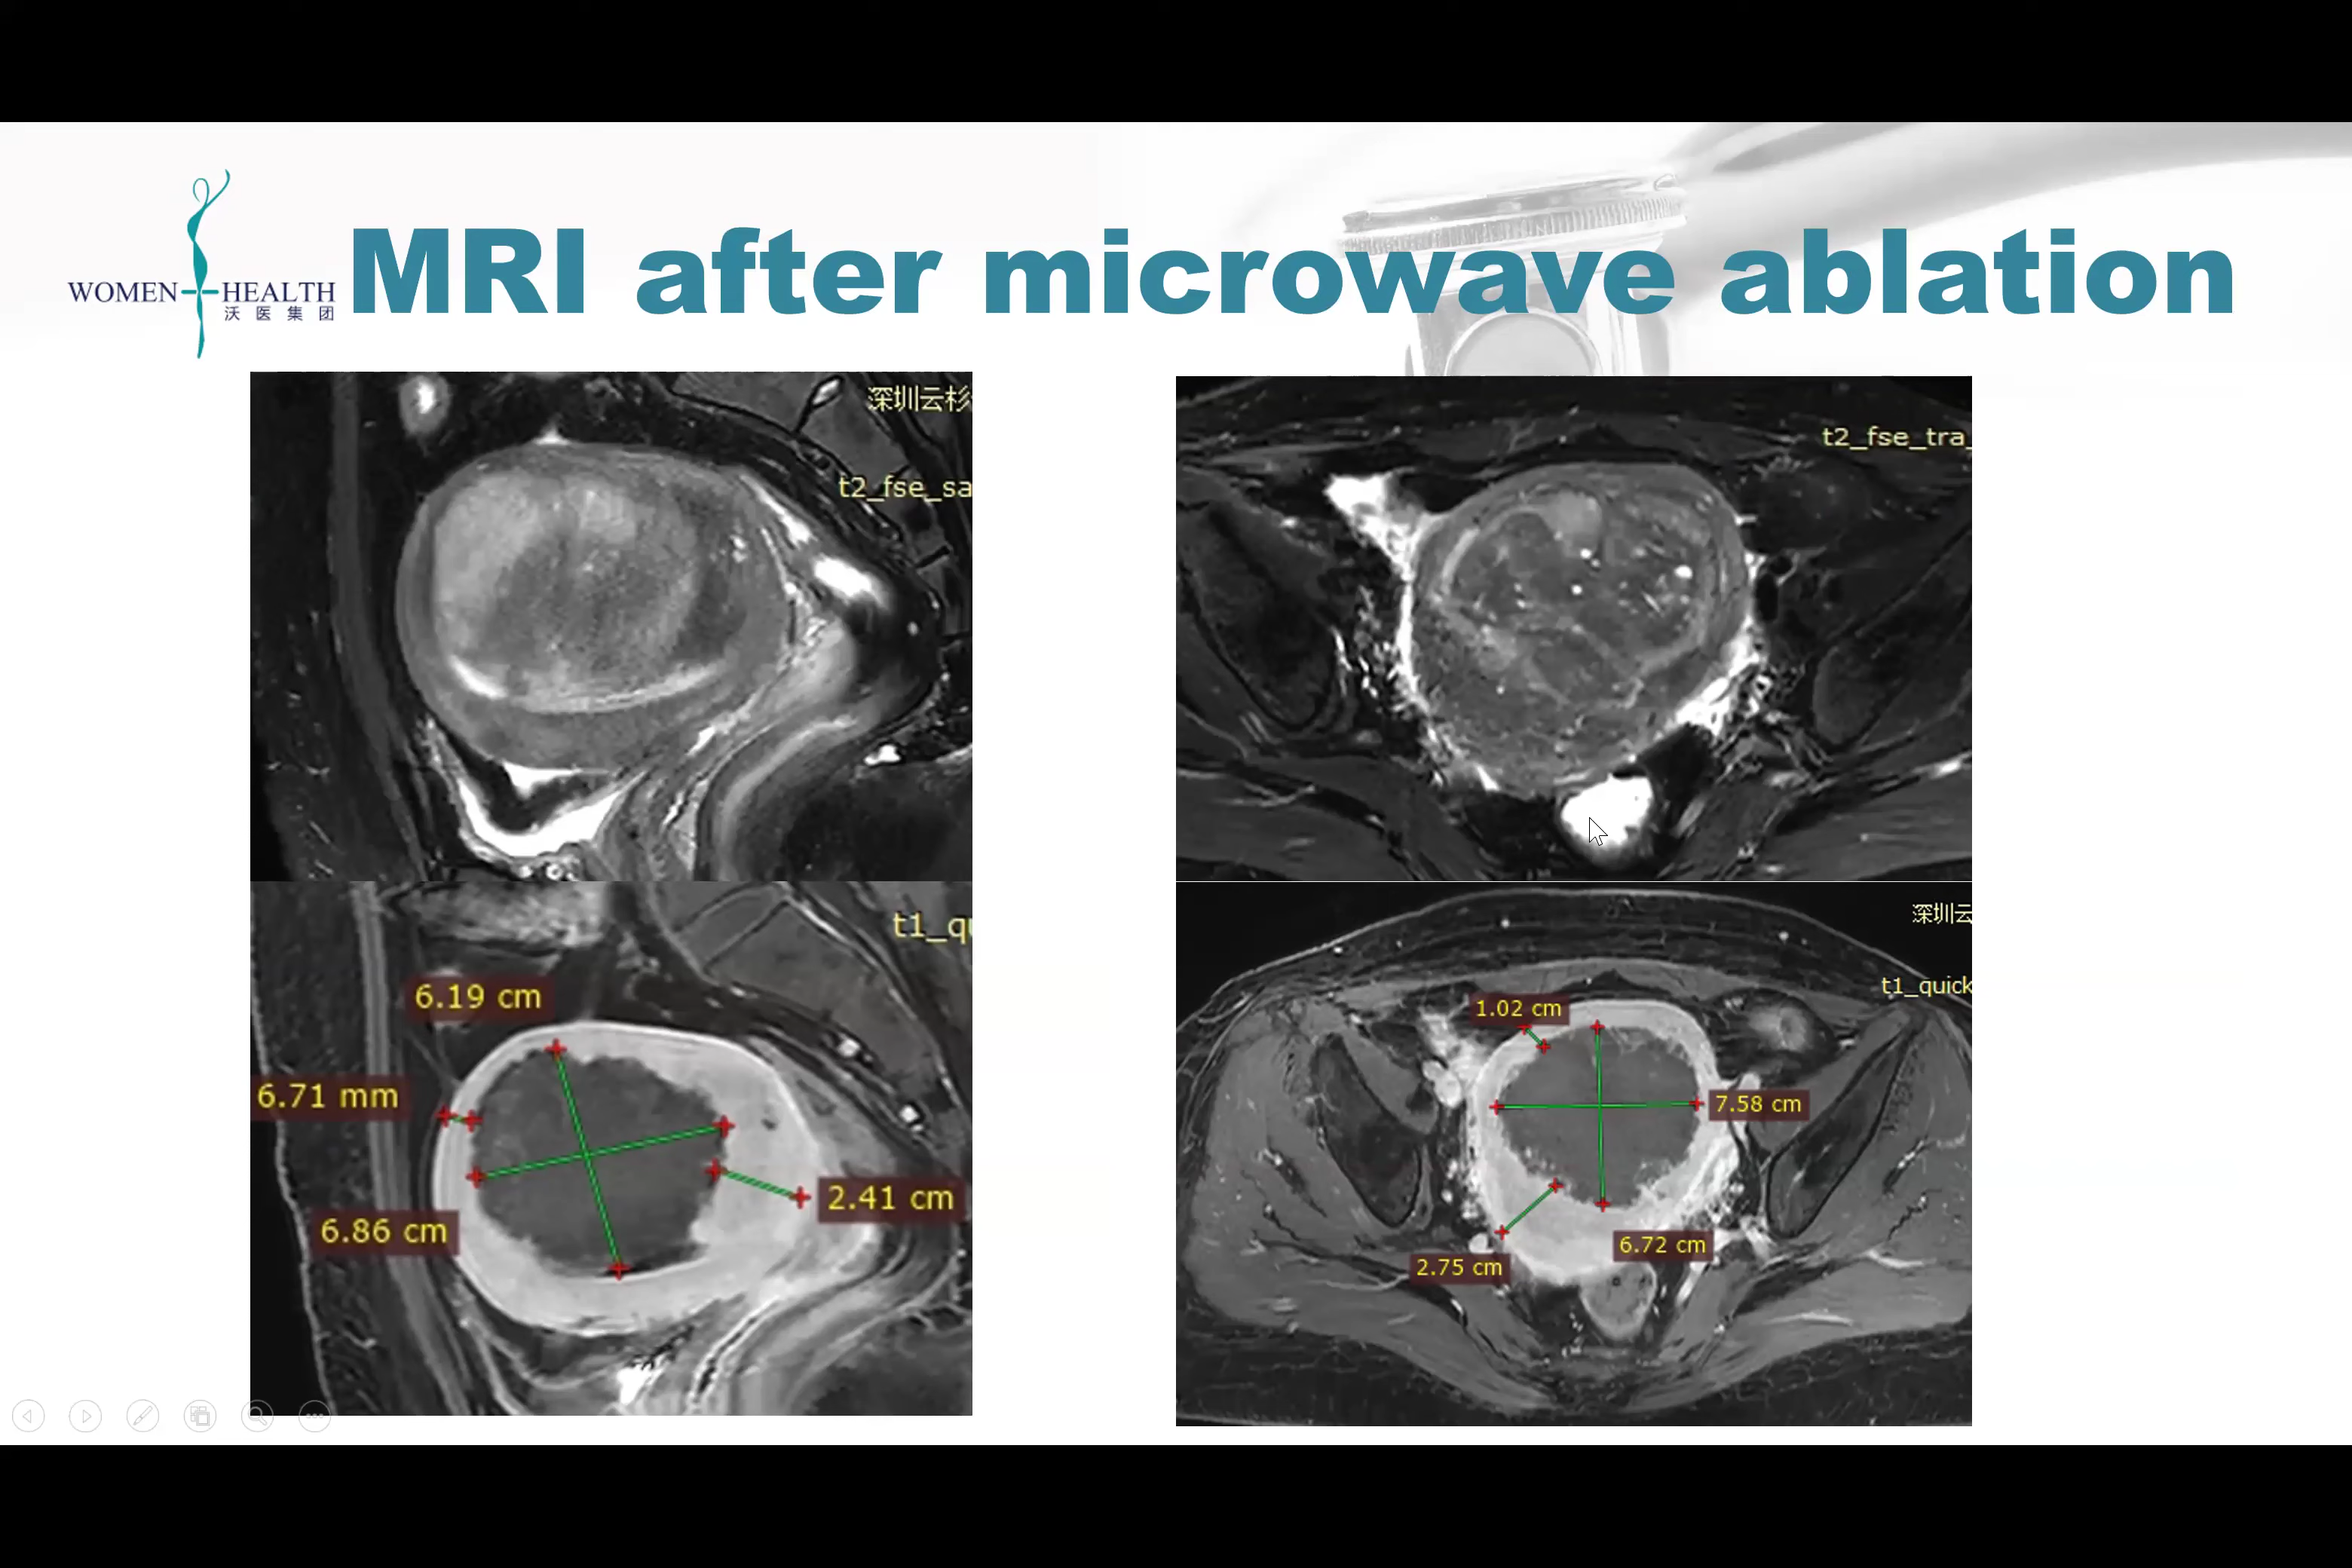 MRI after microwave ablation
WOMEN HEALTH
沃医集团
深圳云杉
t2_fse_sa
t2_fse_tra_
t1_qu
6.19 cm
6.71 mm
6.86 cm
2.41 cm
深圳云
t1_quick
1.02 cm
7.58 cm
6.72 cm
2.75 cm